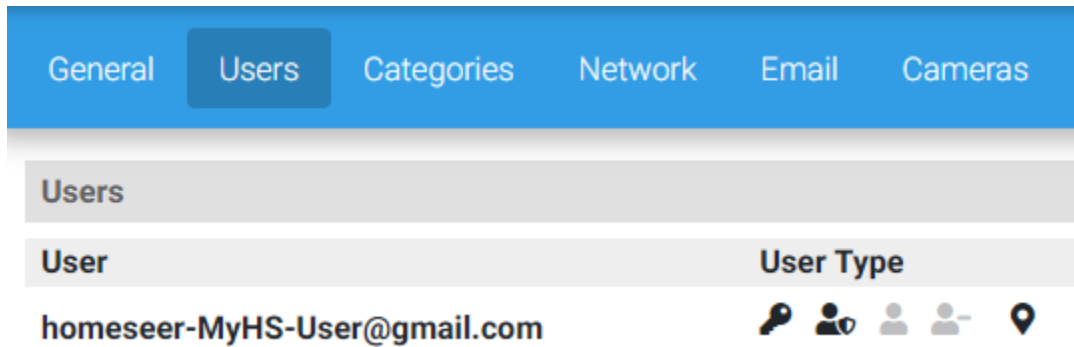 General Users Categories Network Email Cameras
Users
User User Type
homeseer-MyHS-User@gmail.com